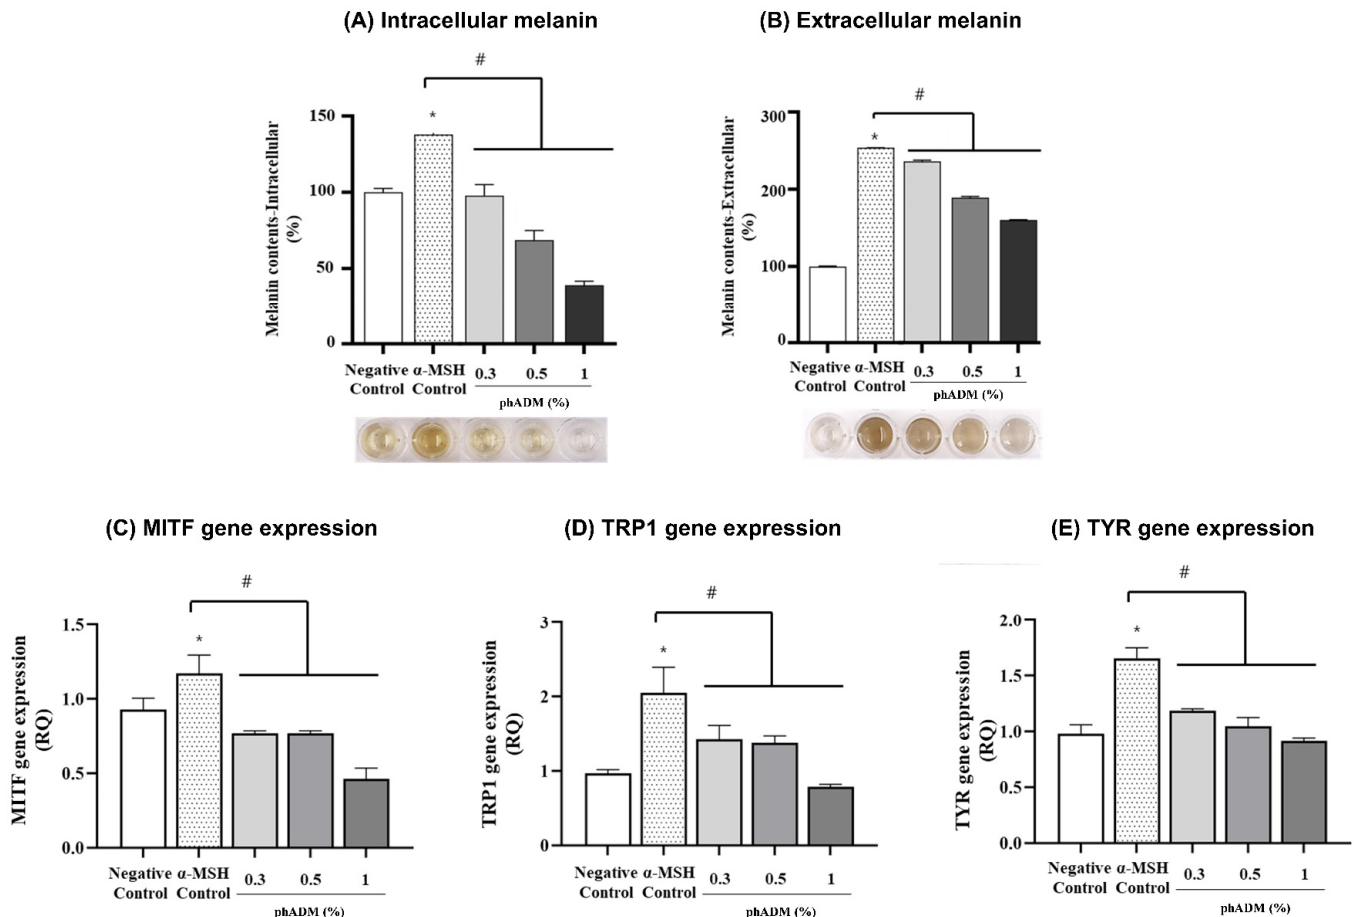 (A) Intracellular melanin
#
*
Melanin contents-Intracellular
(%)
150
100
50
0
Negative α-MSH 0.3 0.5 1
Control Control
phADM (%)
(B) Extracellular melanin
#
*
Melanin contents-Extracellular
(%)
300
200
100
0
Negative α-MSH 0.3 0.5 1
Control Control
phADM (%)
(C) MITF gene expression
#
*
MITF gene expression
(RQ)
1.5
1.0
0.5
0.0
Negative α-MSH 0.3 0.5 1
Control Control
phADM (%)
(D) TRP1 gene expression
#
*
TRP1 gene expression
(RQ)
3
2
1
0
Negative α-MSH 0.3 0.5 1
Control Control
phADM (%)
(E) TYR gene expression
#
*
TYR gene expression
(RQ)
2.0
1.5
1.0
0.5
0.0
Negative α-MSH 0.3 0.5 1
Control Control
phADM (%)